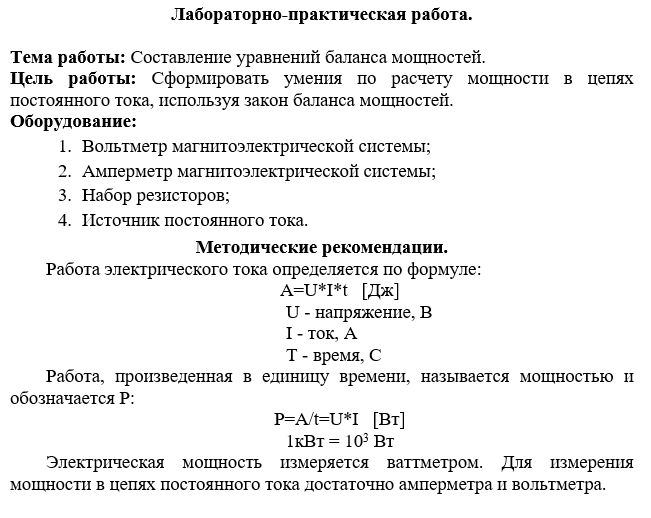 Лабораторно-практическая работа.
Тема работы: Составление уравнений баланса мощностей.
Цель работы: Сформировать умения по расчету мощности в цепях
постоянного тока, используя закон баланса мощностей.
Оборудование:
1. Вольтметр магнитоэлектрической системы;
2. Амперметр магнитоэлектрической системы;
3. Набор резисторов;
4. Источник постоянного тока.
Методические рекомендации.
Работа электрического тока определяется по формуле:
A=U*I*t [Дж]
U - напряжение, В
I - ток, А
T - время, С
Работа, произведенная в единицу времени, называется мощностью и
обозначается P:
P=A/t=U*I [Вт]
1кВт = 10³ Вт
Электрическая мощность измеряется ваттметром. Для измерения
мощности в цепях постоянного тока достаточно амперметра и вольтметра.